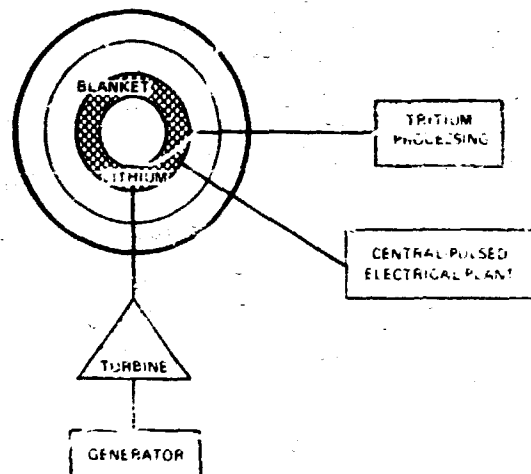 BLANKET
LITHIUM
TRITIUM
PROCESSING
CENTRAL-PULSED
ELECTRICAL PLANT
TURBINE
GENERATOR